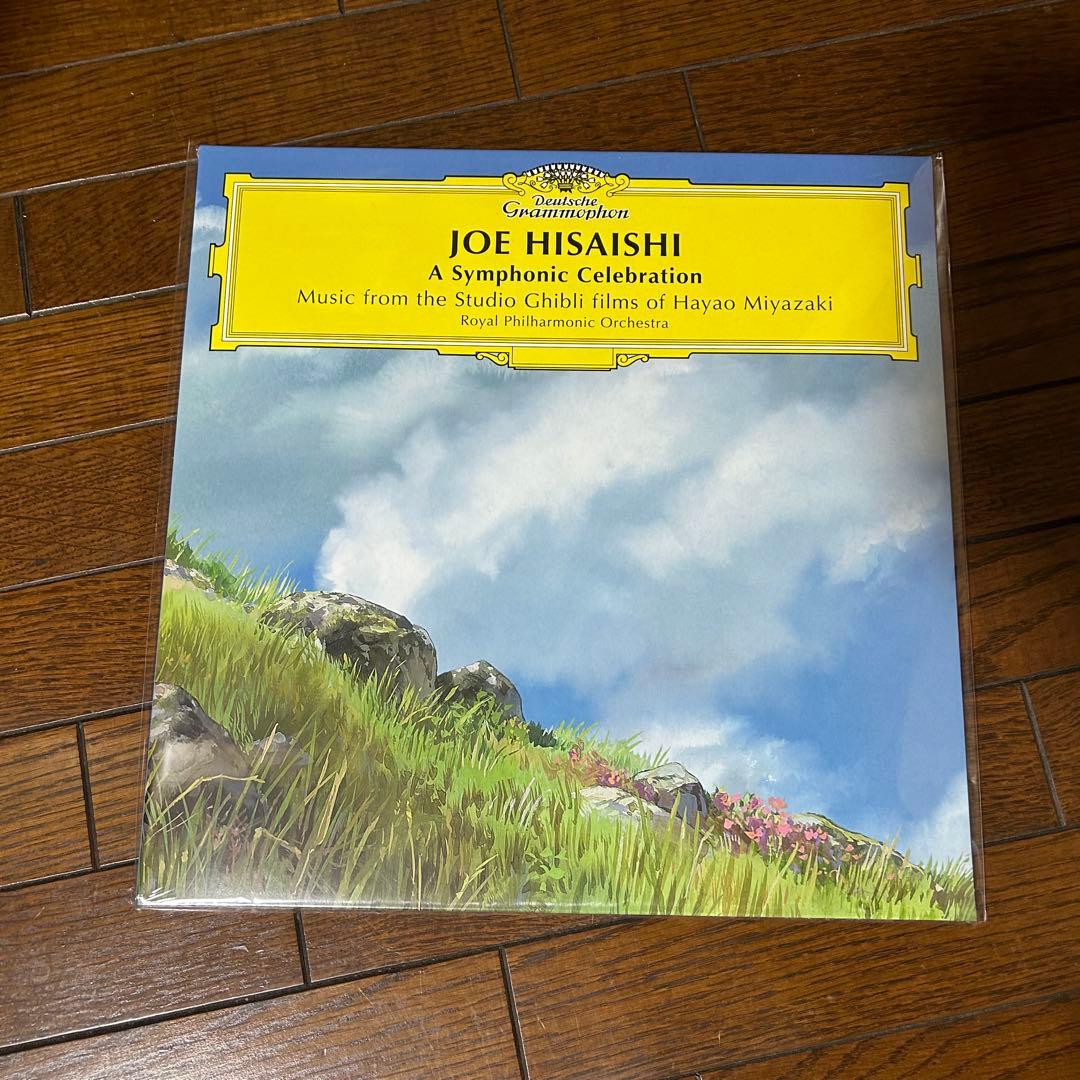 Deutsche
Grammophon
JOE HISAISHI
A Symphonic Celebration
Music from the Studio Ghibli films of Hayao Miyazaki
Royal Philharmonic Orchestra